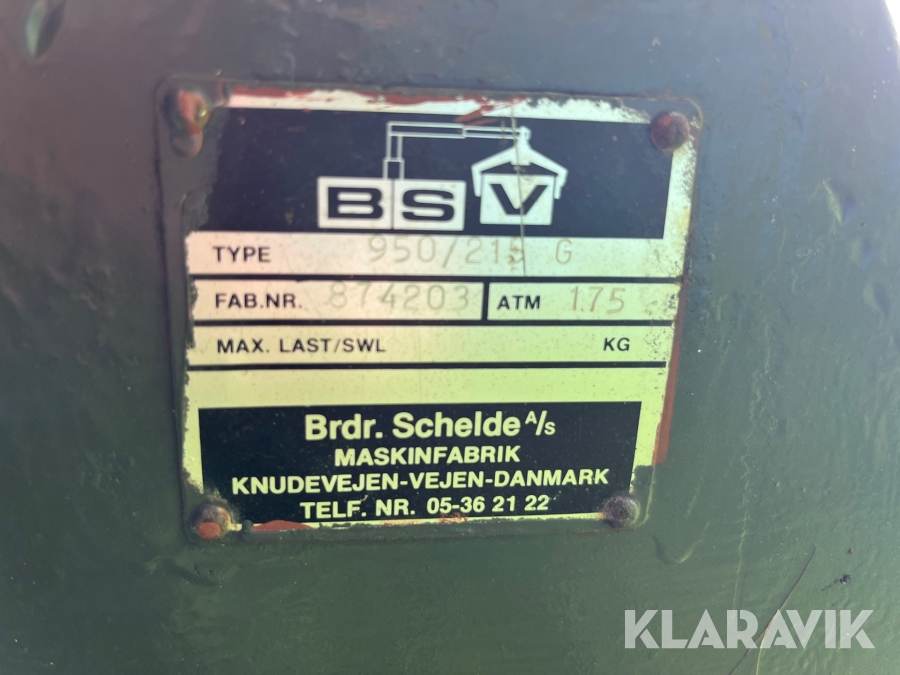 BSV
TYPE 950/215 G
FAB.NR. 874203 ATM 175
MAX. LAST/SWL KG
Brdr. Schelde A/s
MASKINFABRIK
KNUDEVEJEN-VEJEN-DANMARK
TELF. NR. 05-36 21 22
KLARAVIK